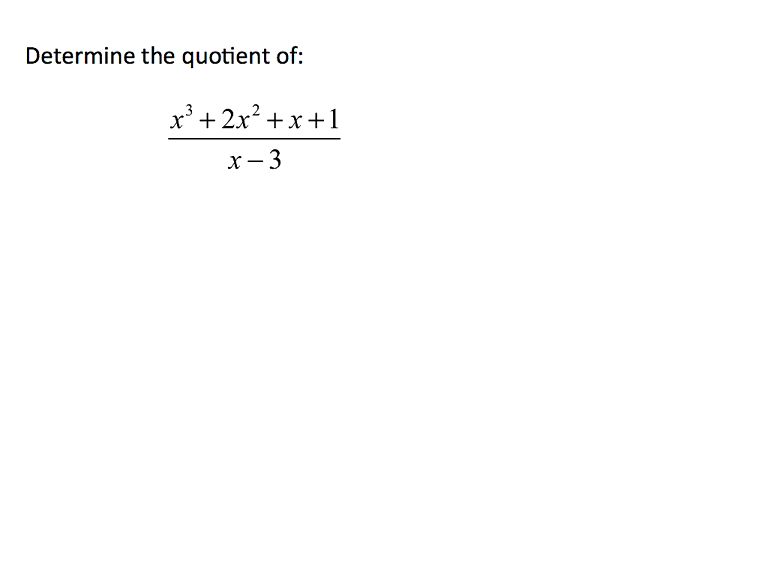 Determine the quotient of:
x³ + 2x² + x + 1
x − 3